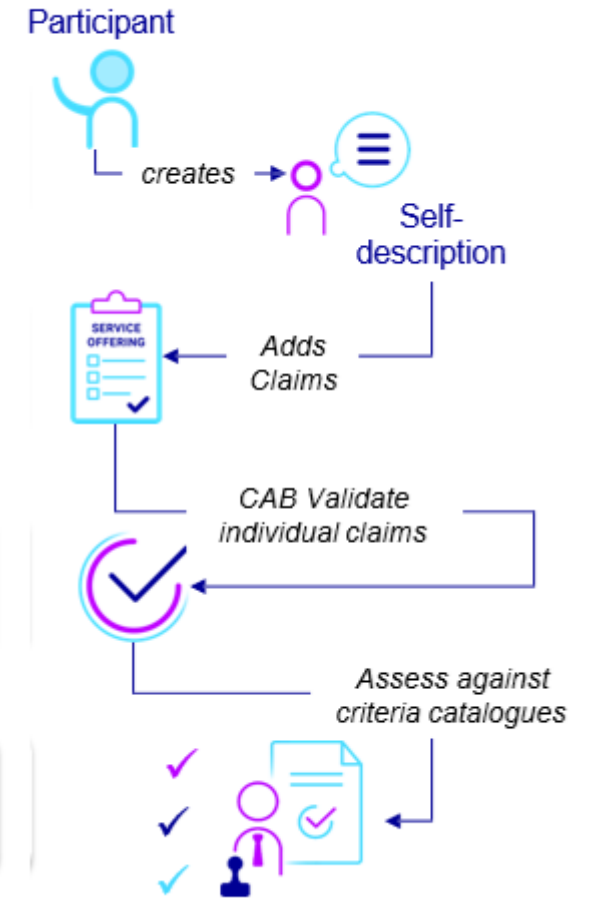 Participant
creates
Self-
description
SERVICE
OFFERING
Adds
Claims
CAB Validate
individual claims
Assess against
criteria catalogues